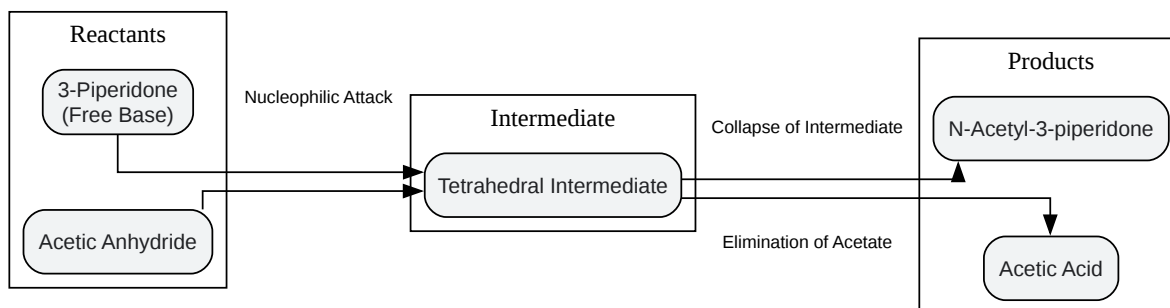 Reactants
3-Piperidone
(Free Base)
Acetic Anhydride
Nucleophilic Attack
Intermediate
Tetrahedral Intermediate
Collapse of Intermediate
Elimination of Acetate
Products
N-Acetyl-3-piperidone
Acetic Acid